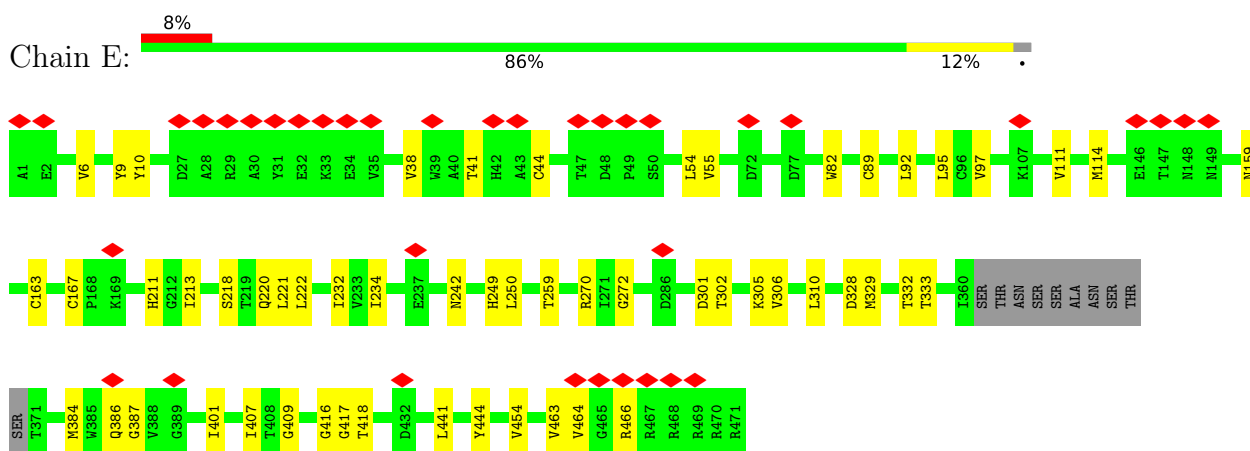 8%
Chain E:
86% 12% •
A1 E2 V6 Y9 Y10 D27 A28 R29 A30 Y31 E32 K33 E34 V35 V38 W39 A40 T41 H42 A43 C44 T47 D48 P49 S50 L54 V55 D72 D77 W82 C89 L92 L95 C96 V97 K107 V111 M114 E146 T147 N148 N149 N159
C163 C167 P168 K169 H211 G212 I213 S218 T219 Q220 L221 L222 I232 V233 I234 E237 N242 H249 L250 T259 R270 I271 G272 D286 D301 T302 K305 V306 L310 D328 M329 T332 T333 I360 SER THR ASN SER SER ALA ASN SER THR
SER T371 M384 W385 Q386 G387 V388 G389 I401 I407 T408 G409 G416 G417 T418 D432 L441 Y444 V454 V463 V464 G465 R466 R467 R468 R469 R470 R471